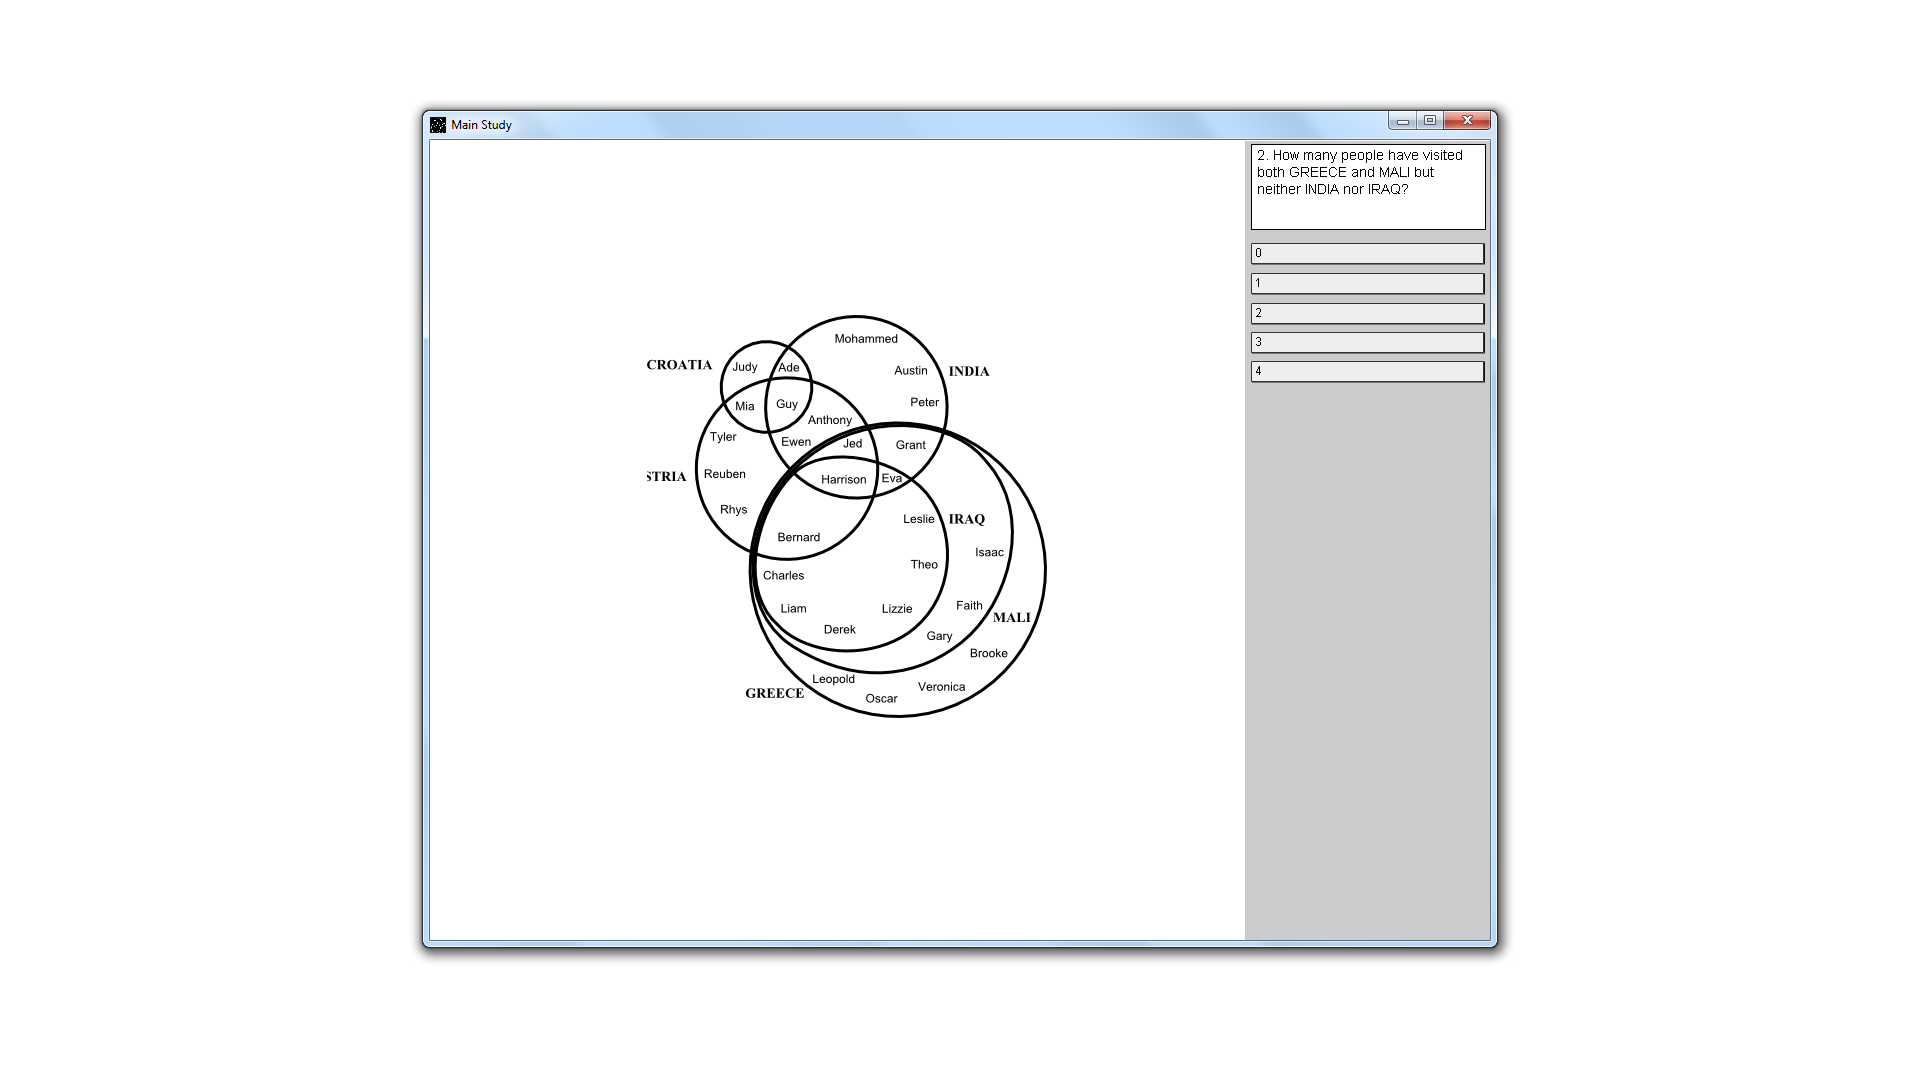 Main Study
2. How many people have visited
both GREECE and MALI but
neither INDIA nor IRAQ?
0
1
2
3
4
Mohammed
CROATIA
Judy
Ade
Austin
INDIA
Mia
Guy
Peter
Anthony
Tyler
Ewen
Jed
Grant
STRIA
Reuben
Harrison
Eva
Rhys
Leslie
IRAQ
Bernard
Isaac
Theo
Charles
Liam
Lizzie
Faith
MALI
Derek
Gary
Brooke
Leopold
Veronica
GREECE
Oscar